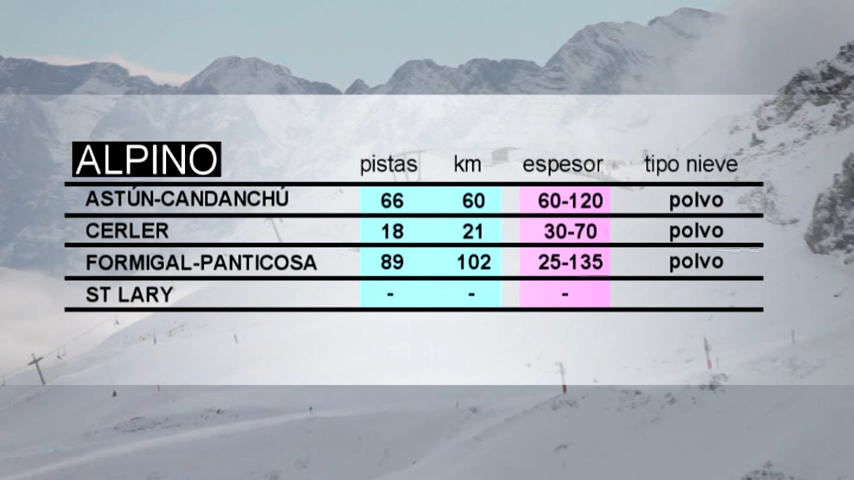 ALPINO pistas km espesor tipo nieve
ASTÚN-CANDANCHÚ 66 60 60-120 polvo
CERLER 18 21 30-70 polvo
FORMIGAL-PANTICOSA 89 102 25-135 polvo
ST LARY - - -